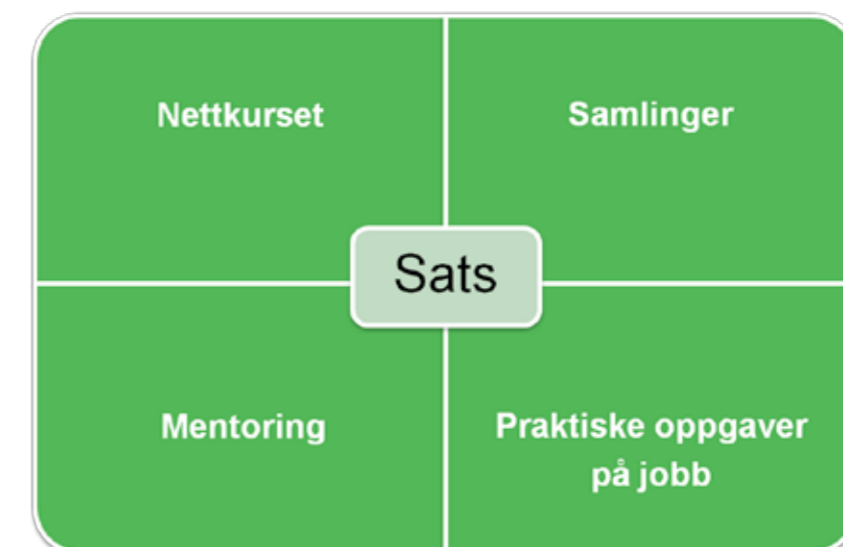 Nettkurset
Samlinger
Sats
Mentoring
Praktiske oppgaver
på jobb